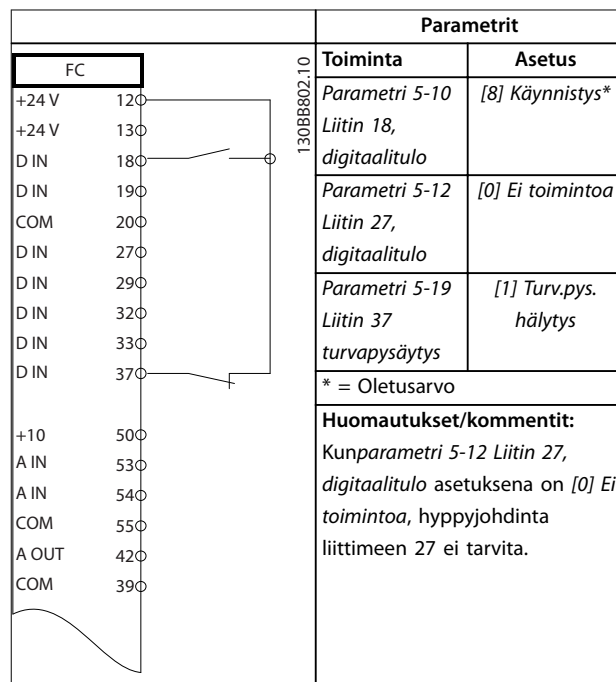 FC
+24 V 12
+24 V 13
D IN 18
D IN 19
COM 20
D IN 27
D IN 29
D IN 32
D IN 33
D IN 37
+10 50
A IN 53
A IN 54
COM 55
A OUT 42
COM 39
130BB802.10
Parametrit
Toiminta Asetus
Parametri 5-10 [8] Käynnistys*
Liitin 18,
digitaalitulo
Parametri 5-12 [0] Ei toimintoa
Liitin 27,
digitaalitulo
Parametri 5-19 [1] Turv.pys.
Liitin 37 hälytys
turvapysäytys
* = Oletusarvo
Huomautukset/kommentit:
Kunparametri 5-12 Liitin 27,
digitaalitulo asetuksena on [0] Ei
toimintoa, hyppyjohdinta
liittimeen 27 ei tarvita.